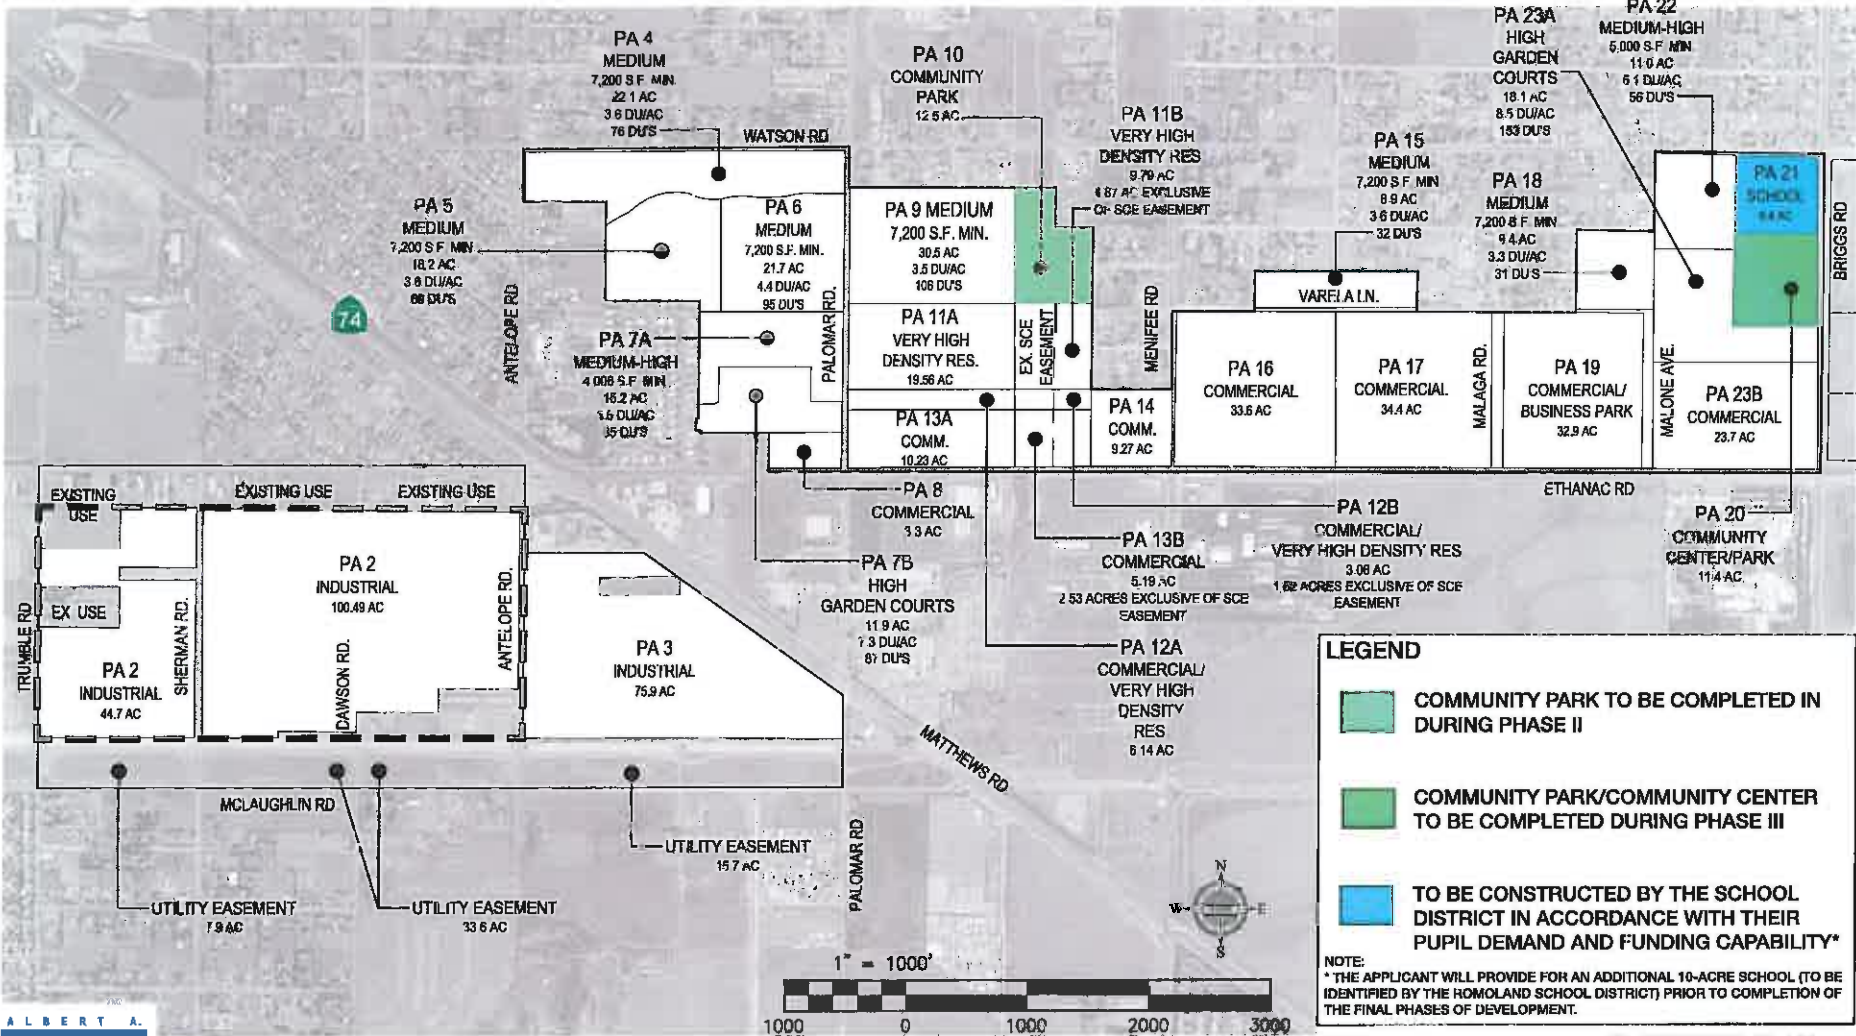 PA 4
MEDIUM
7,200 S.F. MIN.
22.1 AC
3.6 DU/AC
76 DU'S
WATSON RD
PA 10
COMMUNITY
PARK
12.5 AC
PA 11B
VERY HIGH
DENSITY RES
9.79 AC
4.87 AC EXCLUSIVE
OF SCE EASEMENT
PA 15
MEDIUM
7,200 S.F. MIN
8.9 AC
3.6 DU/AC
32 DU'S
PA 18
MEDIUM
7,200 S.F. MIN
9.4 AC
3.3 DU/AC
31 DU'S
PA 23A
HIGH
GARDEN
COURTS
18.1 AC
8.5 DU/AC
153 DU'S
PA 22
MEDIUM-HIGH
5,000 S.F. MIN
11.0 AC
5.1 DU/AC
56 DU'S
PA 21
SCHOOL
BRIGGS RD
PA 5
MEDIUM
7,200 S.F. MIN
18.2 AC
3.8 DU/AC
PA 6
MEDIUM
7,200 S.F. MIN.
21.7 AC
4.4 DU/AC
95 DU'S
PA 9 MEDIUM
7,200 S.F. MIN.
30.5 AC
3.5 DU/AC
106 DU'S
ANTELOPE RD
PALOMAR RD.
74
PA 7A
MEDIUM-HIGH
15.2 AC
PA 11A
VERY HIGH
DENSITY RES.
19.56 AC
EX. SCE
EASEMENT
MENIFEE RD
VARELA LN.
PA 16
COMMERCIAL
33.6 AC
PA 17
COMMERCIAL
34.4 AC
MALAGA RD.
PA 19
COMMERCIAL/
BUSINESS PARK
32.9 AC
MALONE AVE.
PA 23B
COMMERCIAL
23.7 AC
PA 13A
COMM.
10.23 AC
PA 14
COMM.
9.27 AC
ETHANAC RD
PA 8
COMMERCIAL
3.3 AC
PA 7B
HIGH
GARDEN COURTS
11.9 AC
7.3 DU/AC
87 DU'S
PA 13B
COMMERCIAL
5.19 AC
2.53 ACRES EXCLUSIVE OF SCE
EASEMENT
PA 12B
COMMERCIAL/
VERY HIGH DENSITY RES
3.06 AC
ACRES EXCLUSIVE OF SCE
EASEMENT
PA 20
COMMUNITY
CENTER/PARK
11.4 AC
PA 12A
COMMERCIAL/
VERY HIGH
DENSITY
RES
6.14 AC
EXISTING
USE
EXISTING USE
EXISTING USE
EX USE
TRUMBLE RD
SHERMAN RD.
PA 2
INDUSTRIAL
44.7 AC
PA 2
INDUSTRIAL
100.49 AC
DAWSON RD.
ANTELOPE RD.
PA 3
INDUSTRIAL
75.9 AC
MATTHEWS RD
MCLAUGHLIN RD
UTILITY EASEMENT
7.9 AC
UTILITY EASEMENT
33.6 AC
UTILITY EASEMENT
15.7 AC
PALOMAR RD
N
W
E
S
1" = 1000'
1000 0 1000 2000 3000
LEGEND
COMMUNITY PARK TO BE COMPLETED IN
DURING PHASE II
COMMUNITY PARK/COMMUNITY CENTER
TO BE COMPLETED DURING PHASE III
TO BE CONSTRUCTED BY THE SCHOOL
DISTRICT IN ACCORDANCE WITH THEIR
PUPIL DEMAND AND FUNDING CAPABILITY*
NOTE:
* THE APPLICANT WILL PROVIDE FOR AN ADDITIONAL 10-ACRE SCHOOL (TO BE
IDENTIFIED BY THE ROMOLAND SCHOOL DISTRICT) PRIOR TO COMPLETION OF
THE FINAL PHASES OF DEVELOPMENT.
ALBERT A.